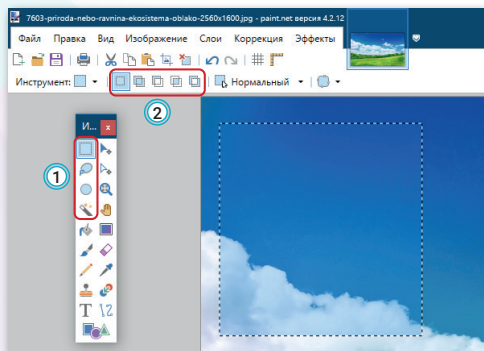 7603-priroda-nebo-ravnina-ekosistema-oblako-2560x1600.jpg - paint.net версия 4.2.12
Файл Правка Вид Изображение Слои Коррекция Эффекты
Инструмент: Нормальный
2
И...
1
T